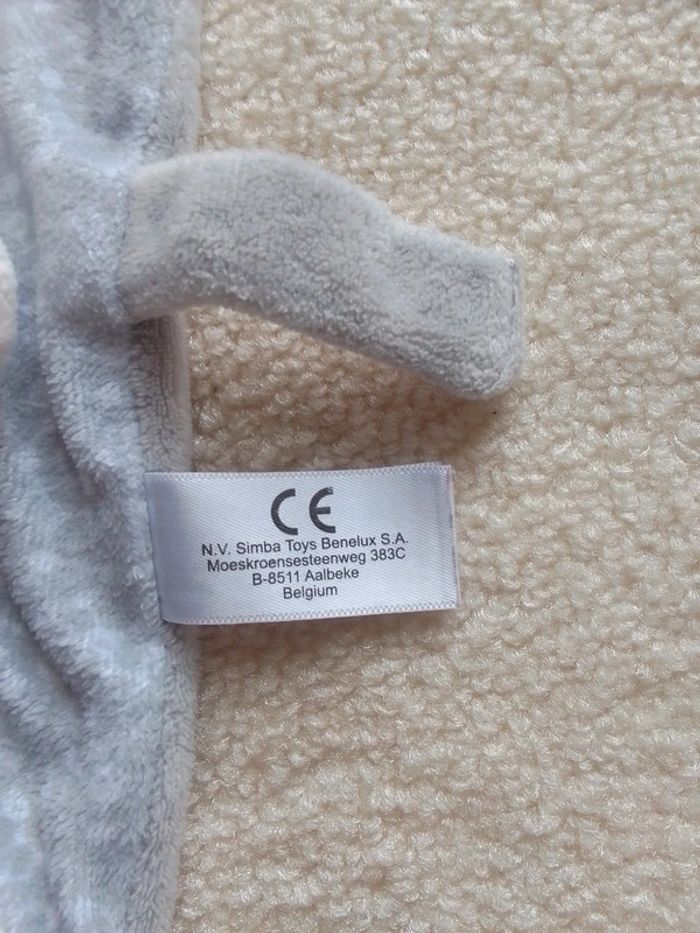 CE
N.V. Simba Toys Benelux S.A.
Moeskroensesteenweg 383C
B-8511 Aalbeke
Belgium